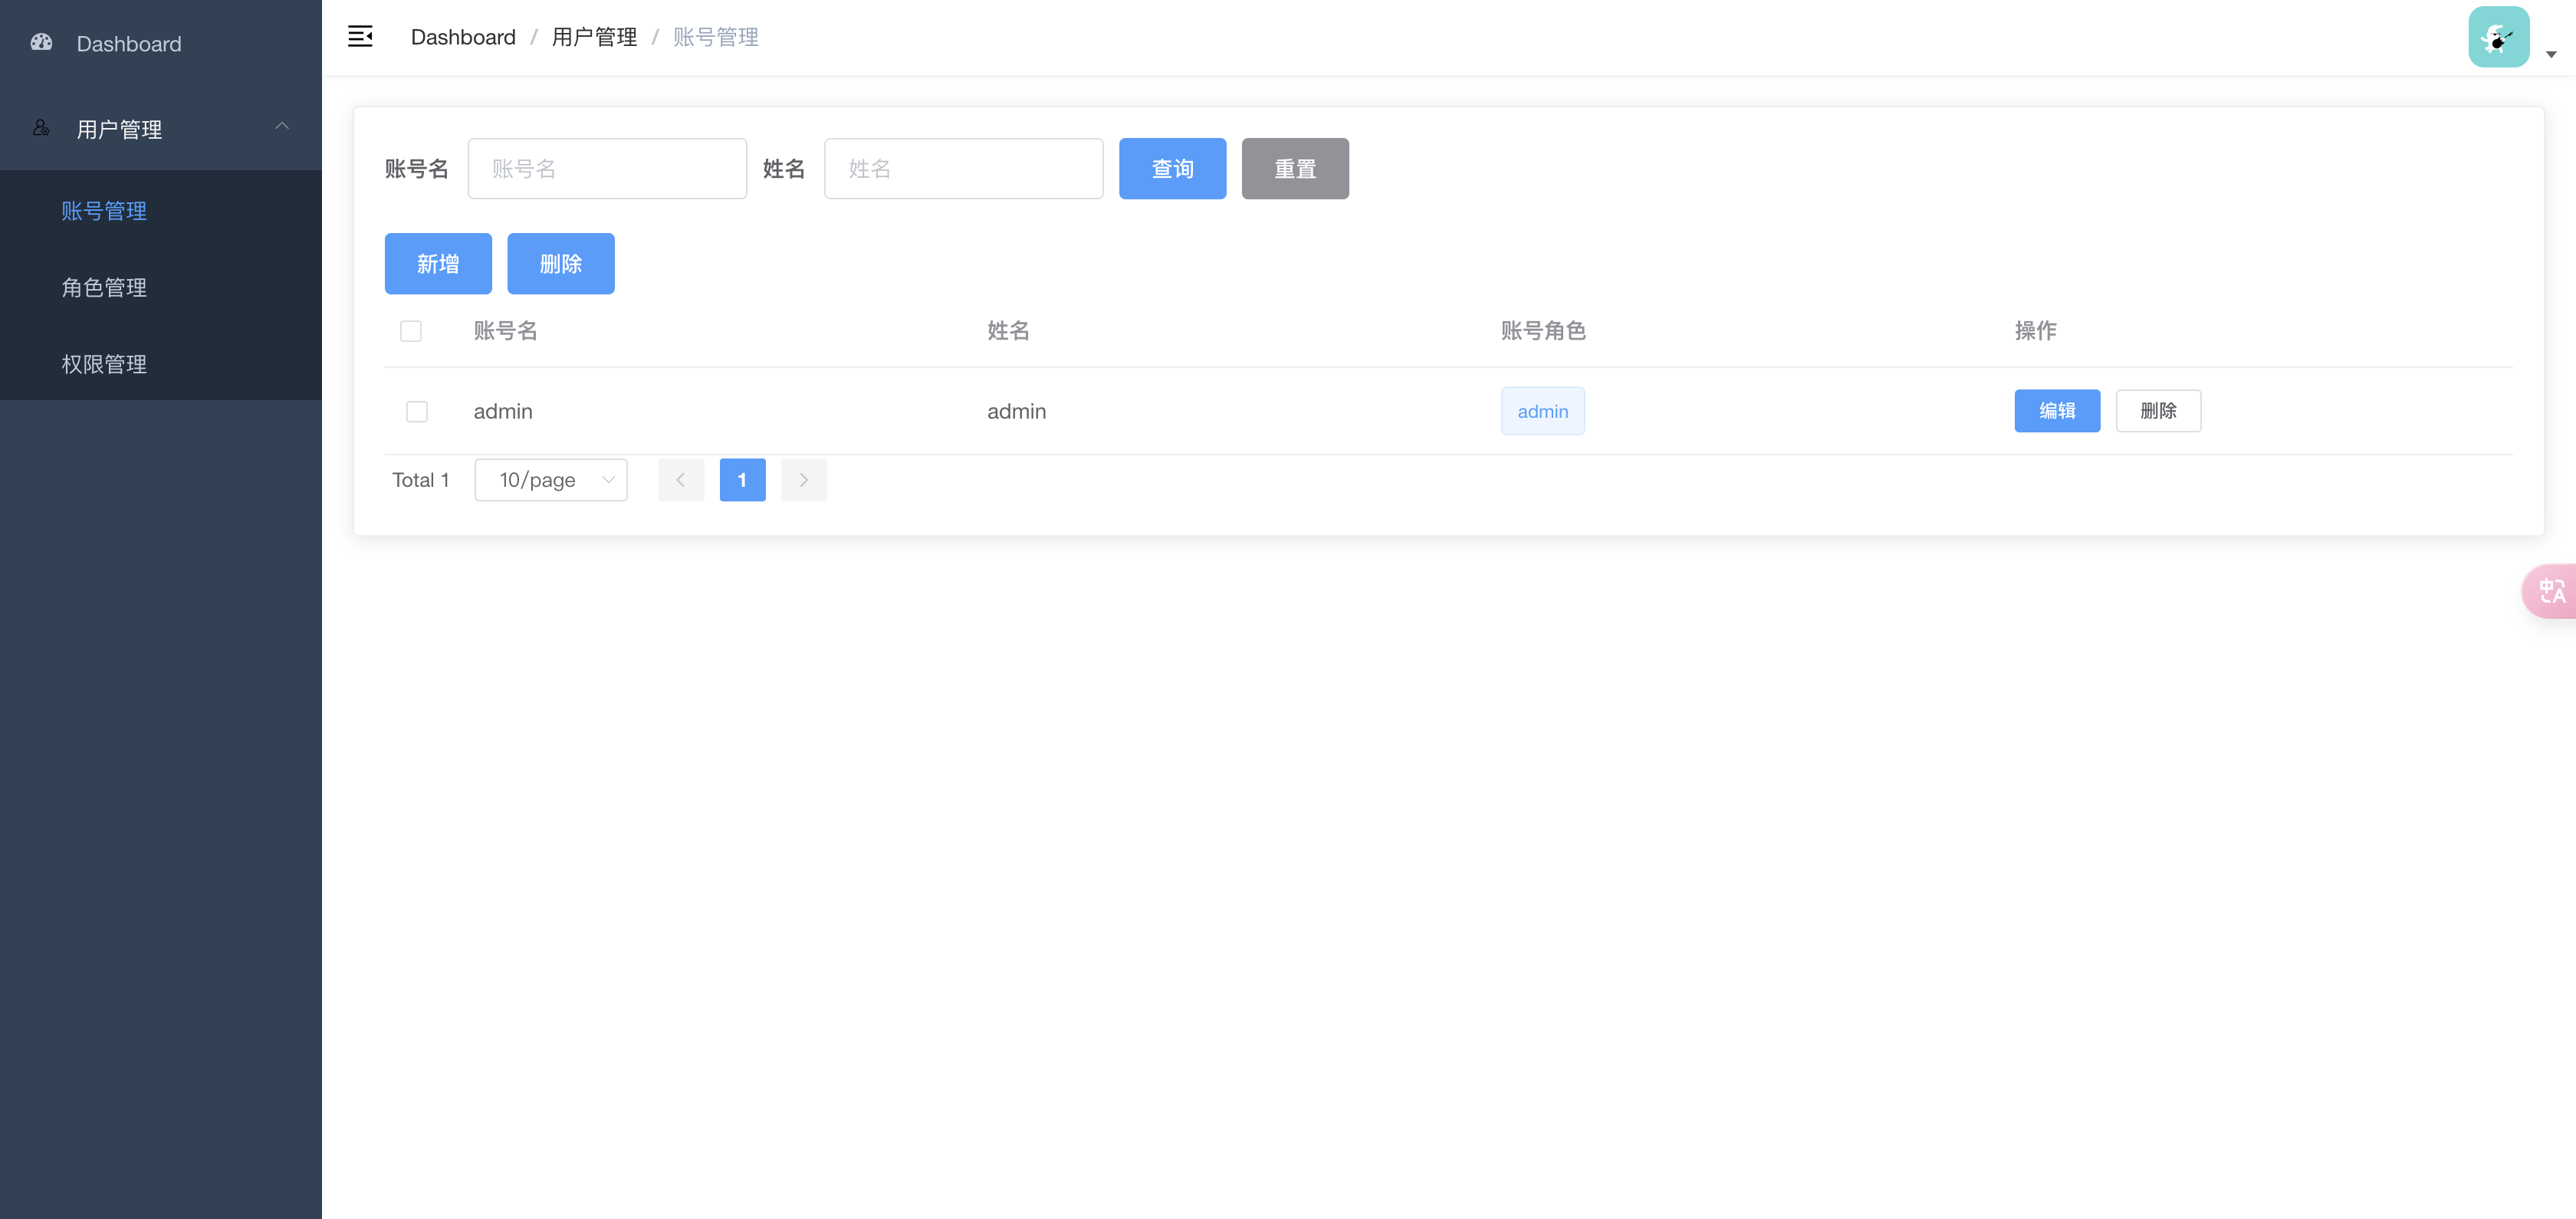 Dashboard
用户管理
账号管理
角色管理
权限管理
Dashboard / 用户管理 / 账号管理
账号名 账号名 姓名 姓名 查询 重置
新增 删除
账号名 姓名 账号角色 操作
admin admin admin 编辑 删除
Total 1 10/page 1
中A